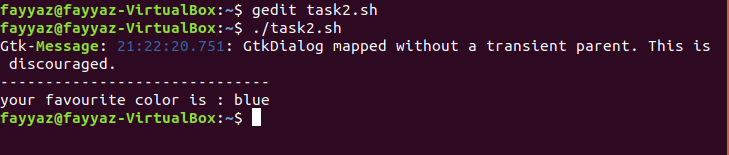 fayyaz@fayyaz-VirtualBox:~$ gedit task2.sh
fayyaz@fayyaz-VirtualBox:~$ ./task2.sh
Gtk-Message: 21:22:20.751: GtkDialog mapped without a transient parent. This is
 discouraged.
------------------------------
your favourite color is : blue
fayyaz@fayyaz-VirtualBox:~$